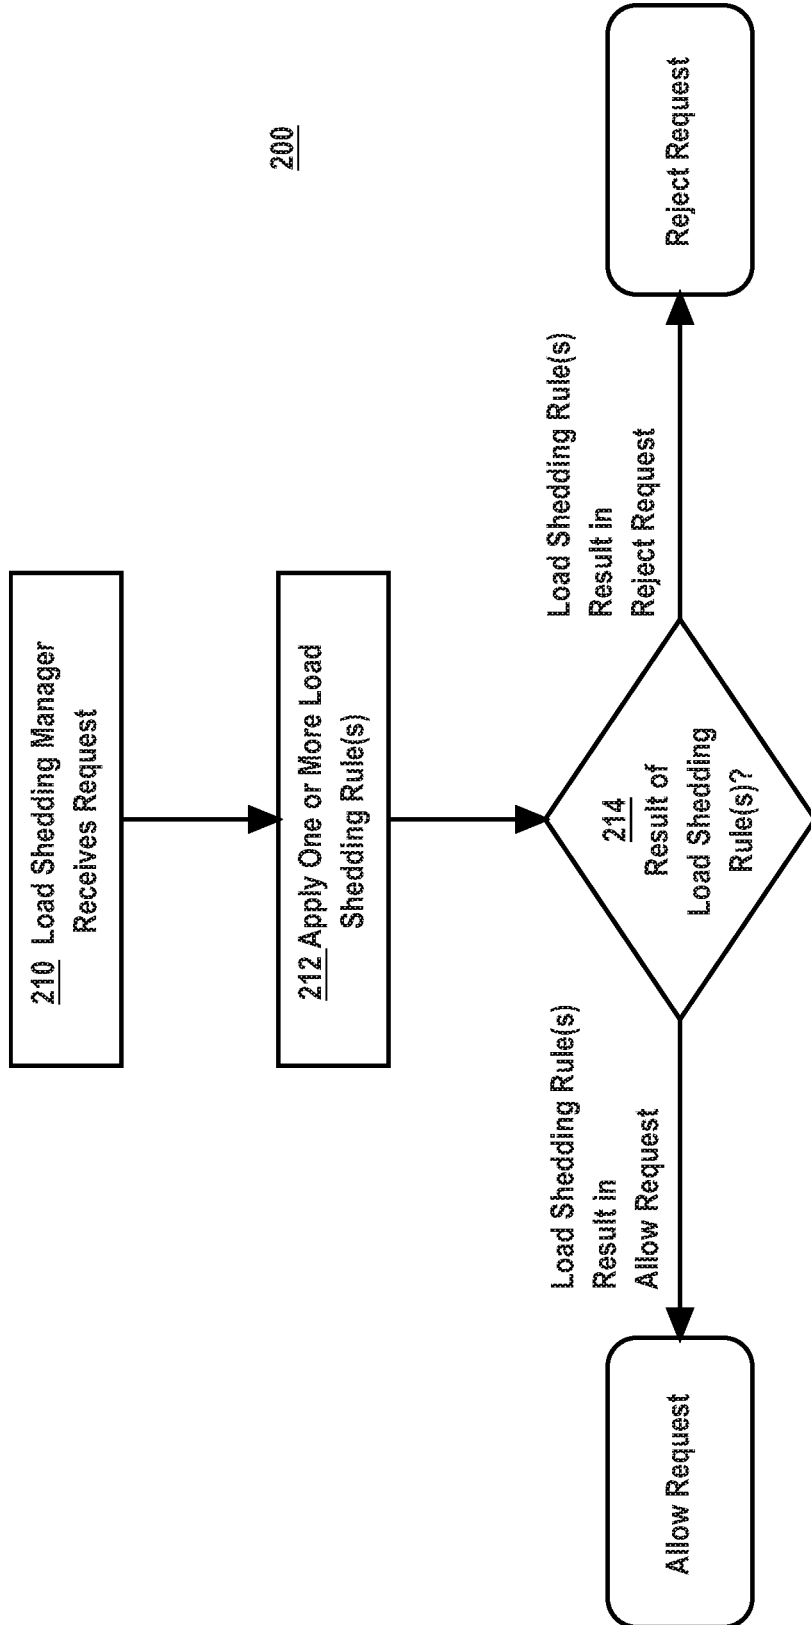 200
210 Load Shedding Manager
Receives Request
212 Apply One or More Load
Shedding Rule(s)
214
Result of
Load Shedding
Rule(s)?
Load Shedding Rule(s)
Result in
Allow Request
Load Shedding Rule(s)
Result in
Reject Request
Allow Request
Reject Request